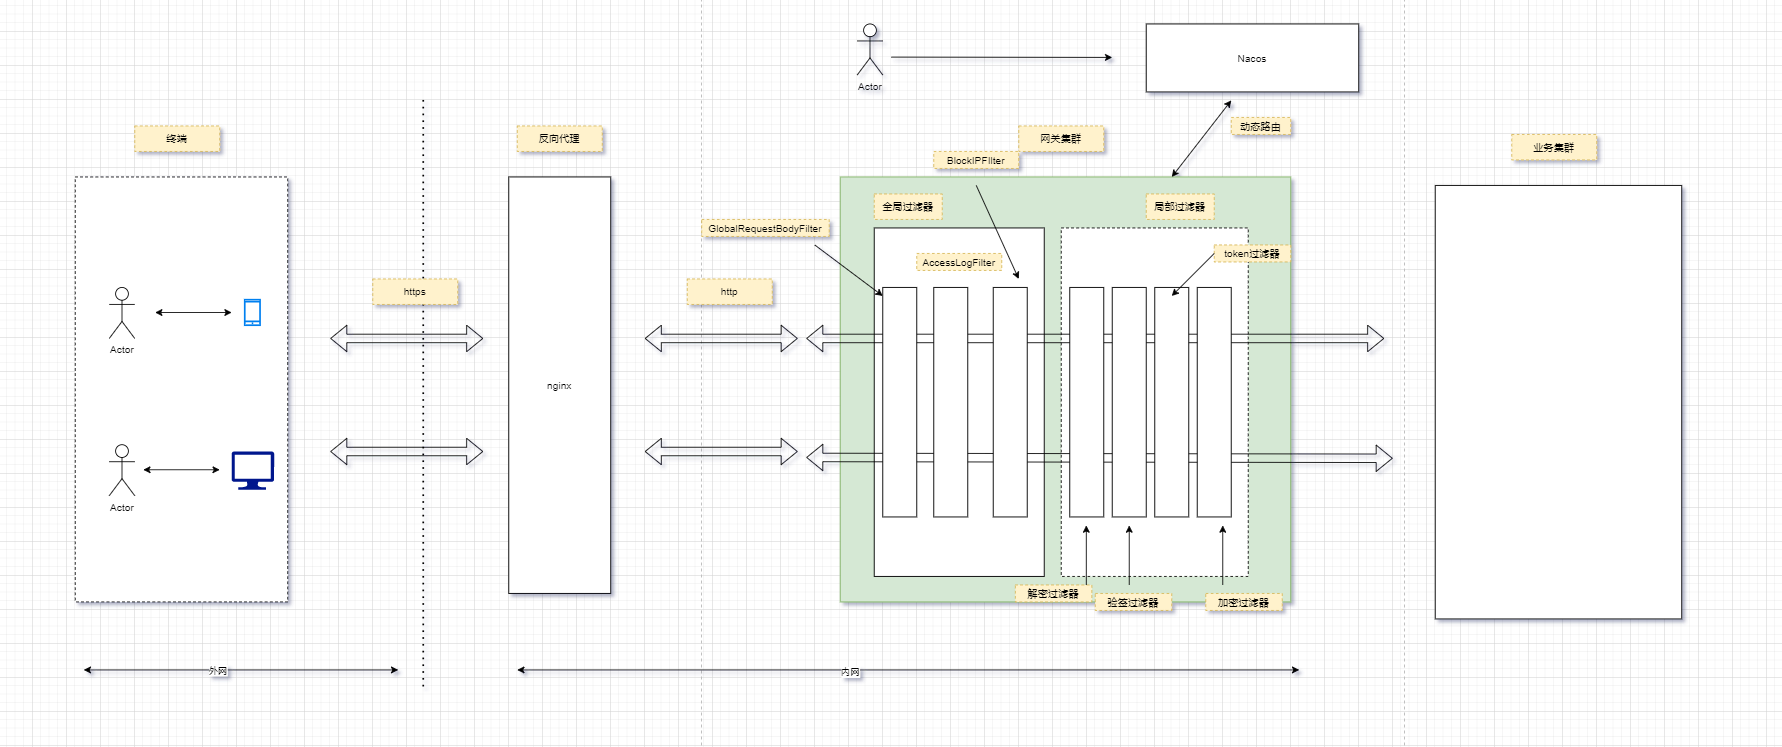 Actor
Nacos
动态路由
终端
反向代理
网关集群
业务集群
BlockIPFIlter
全局过滤器
局部过滤器
GlobalRequestBodyFilter
AccessLogFilter
token过滤器
https
http
Actor
nginx
Actor
解密过滤器
验签过滤器
加密过滤器
外网
内网